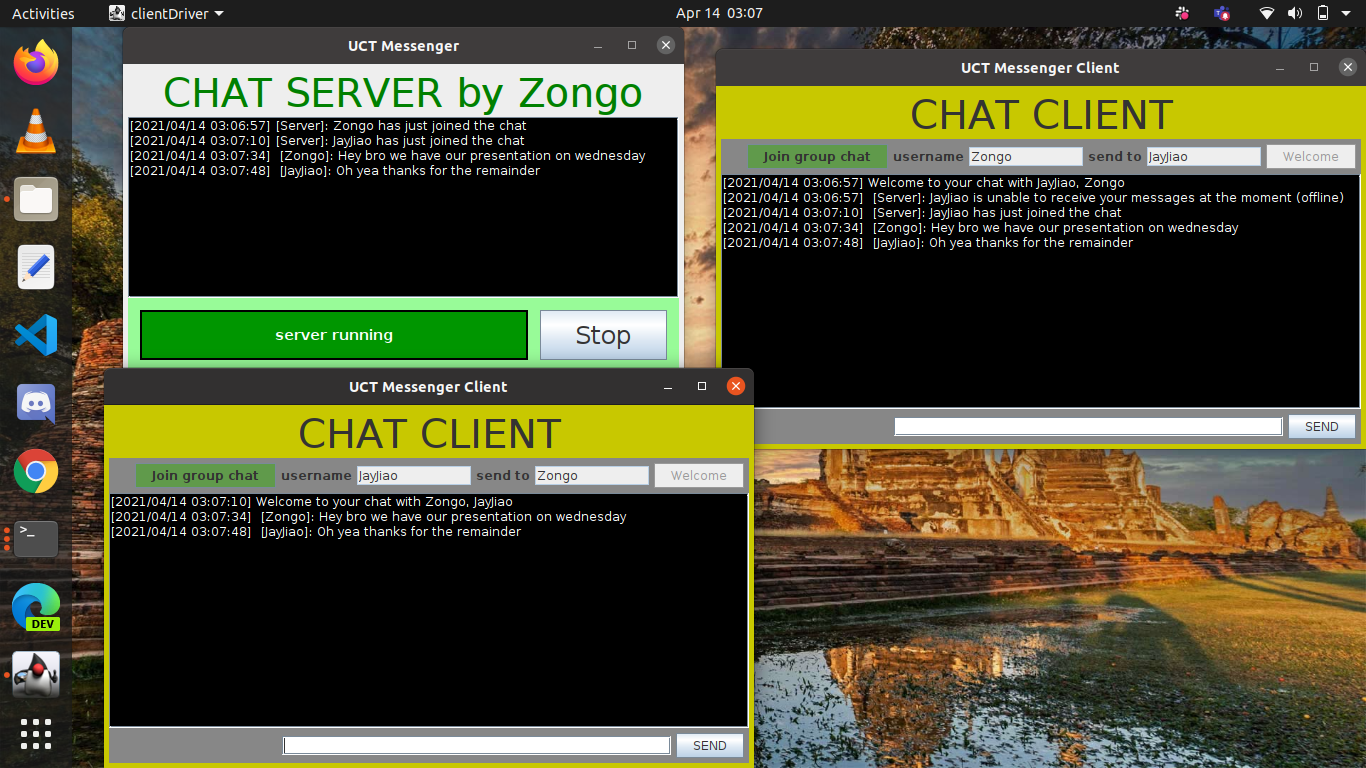 Activities
clientDriver
Apr 14 03:07
UCT Messenger
CHAT SERVER by Zongo
[2021/04/14 03:06:57] [Server]: Zongo has just joined the chat
[2021/04/14 03:07:10] [Server]: JayJiao has just joined the chat
[2021/04/14 03:07:34] [Zongo]: Hey bro we have our presentation on wednesday
[2021/04/14 03:07:48] [JayJiao]: Oh yea thanks for the remainder
server running
Stop
UCT Messenger Client
CHAT CLIENT
Join group chat username Zongo send to JayJiao Welcome
[2021/04/14 03:06:57] Welcome to your chat with JayJiao, Zongo
[2021/04/14 03:06:57] [Server]: JayJiao is unable to receive your messages at the moment (offline)
[2021/04/14 03:07:10] [Server]: JayJiao has just joined the chat
[2021/04/14 03:07:34] [Zongo]: Hey bro we have our presentation on wednesday
[2021/04/14 03:07:48] [JayJiao]: Oh yea thanks for the remainder
SEND
UCT Messenger Client
CHAT CLIENT
Join group chat username JayJiao send to Zongo Welcome
[2021/04/14 03:07:10] Welcome to your chat with Zongo, JayJiao
[2021/04/14 03:07:34] [Zongo]: Hey bro we have our presentation on wednesday
[2021/04/14 03:07:48] [JayJiao]: Oh yea thanks for the remainder
SEND
>_
DEV